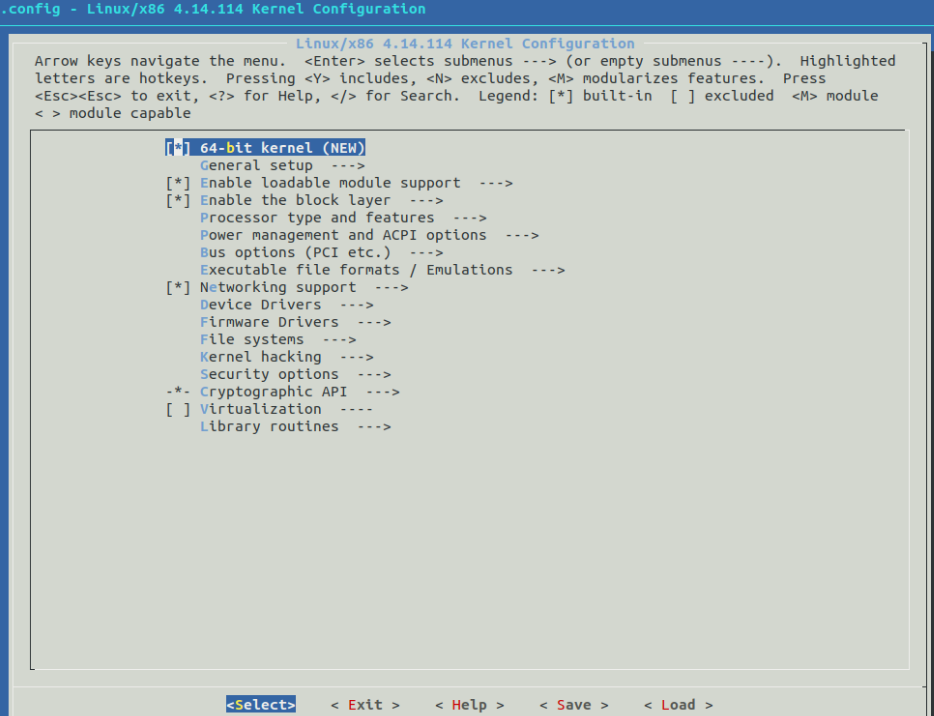 .config - Linux/x86 4.14.114 Kernel Configuration
Linux/x86 4.14.114 Kernel Configuration
Arrow keys navigate the menu.  <Enter> selects submenus ---> (or empty submenus ----).  Highlighted
letters are hotkeys.  Pressing <Y> includes, <N> excludes, <M> modularizes features.  Press
<Esc><Esc> to exit, <?> for Help, </> for Search.  Legend: [*] built-in  [ ] excluded  <M> module
< > module capable
[*] 64-bit kernel (NEW)
General setup  --->
[*] Enable loadable module support  --->
[*] Enable the block layer  --->
Processor type and features  --->
Power management and ACPI options  --->
Bus options (PCI etc.)  --->
Executable file formats / Emulations  --->
[*] Networking support  --->
Device Drivers  --->
Firmware Drivers  --->
File systems  --->
Kernel hacking  --->
Security options  --->
-*- Cryptographic API  --->
[ ] Virtualization  ----
Library routines  --->
<Select>    < Exit >    < Help >    < Save >    < Load >